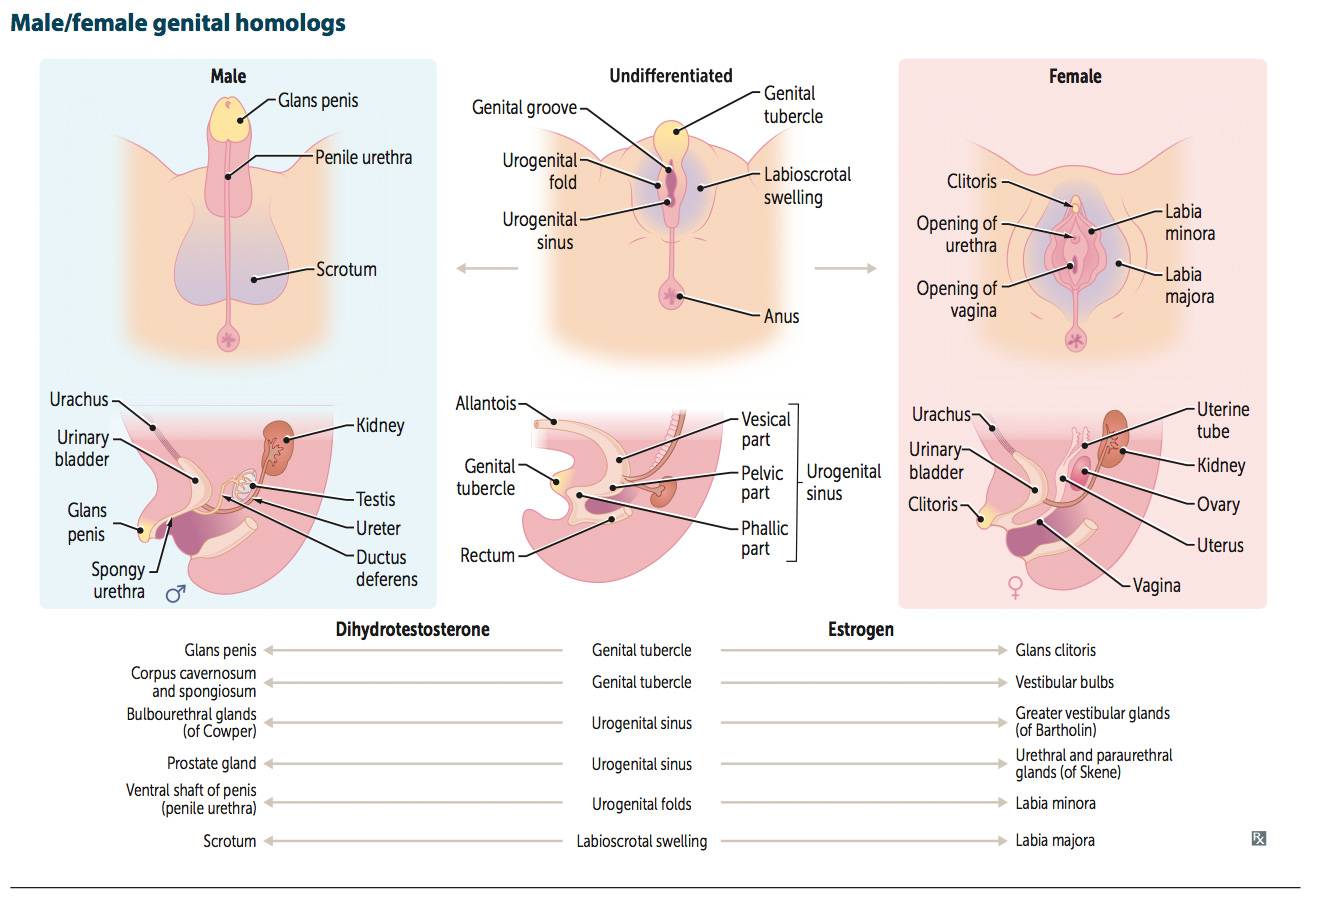 Male/female genital homologs
Male
Glans penis
Penile urethra
Scrotum
Undifferentiated
Genital groove
Urogenital
fold
Urogenital
sinus
Genital
tubercle
Labioscrotal
swelling
Anus
Female
Clitoris
Opening of
urethra
Opening of
vagina
Labia
minora
Labia
majora
Urachus
Urinary
bladder
Glans
penis
Spongy
urethra
Kidney
Testis
Ureter
Ductus
deferens
♂
Allantois
Genital
tubercle
Rectum
Vesical
part
Pelvic
part
Phallic
part
Urogenital
sinus
Urachus
Urinary
bladder
Clitoris
Uterine
tube
Kidney
Ovary
Uterus
Vagina
♀
Dihydrotestosterone
Estrogen
Glans penis Genital tubercle Glans clitoris
Corpus cavernosum
and spongiosum
Genital tubercle
Vestibular bulbs
Bulbourethral glands
(of Cowper)
Urogenital sinus
Greater vestibular glands
(of Bartholin)
Prostate gland
Urogenital sinus
Urethral and paraurethral
glands (of Skene)
Ventral shaft of penis
(penile urethra)
Urogenital folds
Labia minora
Scrotum Labioscrotal swelling Labia majora
Rx